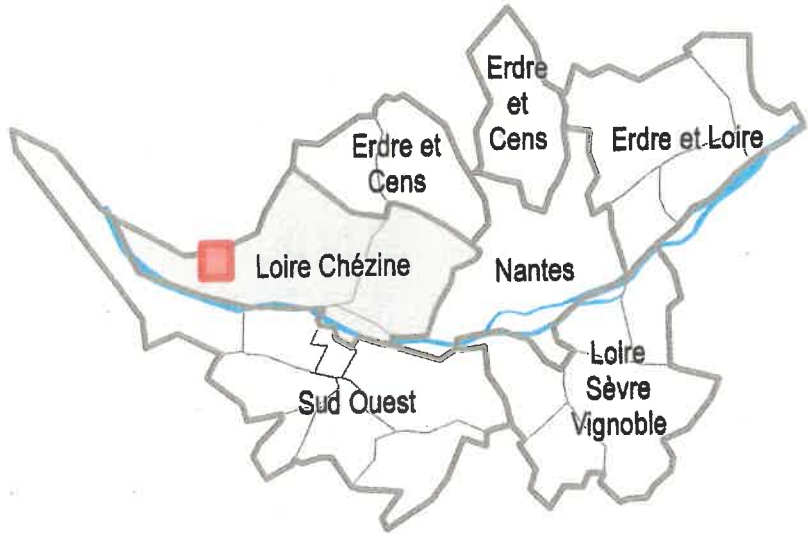 Erdre
et
Cens
Erdre et
Cens
Erdre et Loire
Loire Chézine
Nantes
Loire
Sèvre
Vignoble
Sud Ouest